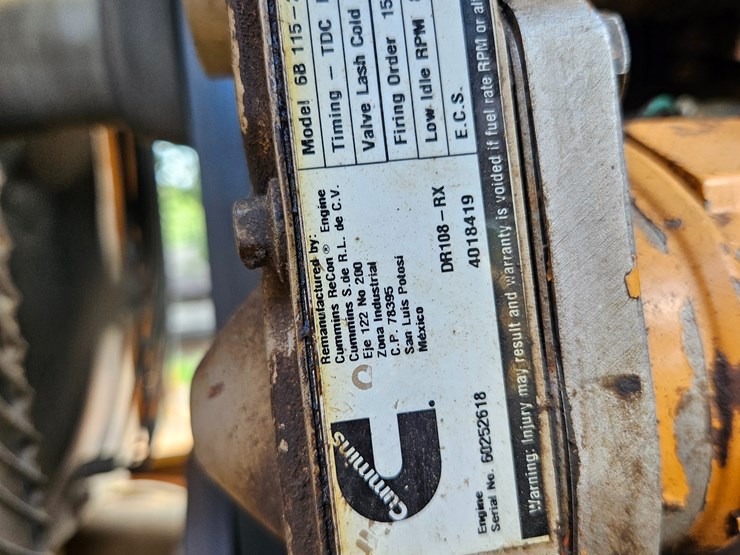 Cummins
Engine
Serial No. 60252618
Remanufactured by:
Cummins ReCon® Engine
Cummins S.de R.L. de C.V.
Eje 122 No 200
Zona Industrial
C.P. 78395
San Luis Potosi
Mexico
DR108-RX
4018419
Model 6B 115-
Timing - TDC
Valve Lash Cold
Firing Order 15
Low Idle RPM
E.C.S.
Warning: Injury may result and warranty is voided if fuel rate RPM or al